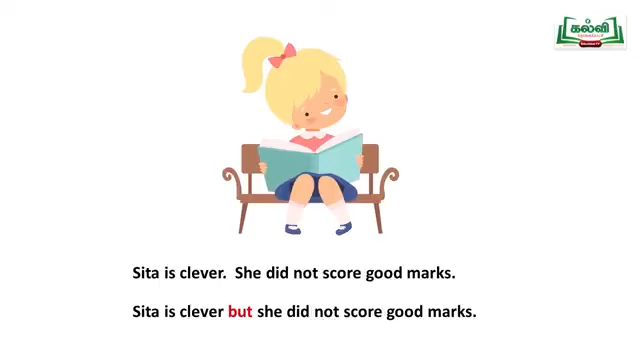 கல்வி
Sita is clever.  She did not score good marks.
Sita is clever but she did not score good marks.